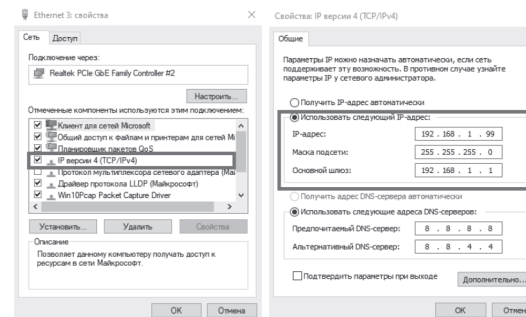 Ethernet 3: свойства
Сеть Доступ
Подключение через:
Realtek PCIe GbE Family Controller #2
Настроить...
Отмеченные компоненты используются этим подключением:
Клиент для сетей Microsoft
Общий доступ к файлам и принтерам для сетей Mi
Планировщик пакетов QoS
IP версии 4 (TCP/IPv4)
Протокол мультиплексора сетевого адаптера (Май
Драйвер протокола LLDP (Майкрософт)
Win10Pcap Packet Capture Driver
Установить... Удалить Свойства
Описание
Позволяет данному компьютеру получать доступ к
ресурсам в сети Майкрософт.
OK Отмена
Свойства: IP версии 4 (TCP/IPv4)
Общие
Параметры IP можно назначать автоматически, если сеть
поддерживает эту возможность. В противном случае узнайте
параметры IP у сетевого администратора.
Получить IP-адрес автоматически
Использовать следующий IP-адрес:
IP-адрес: 192 . 168 . 1 . 99
Маска подсети: 255 . 255 . 255 . 0
Основной шлюз: 192 . 168 . 1 . 1
Получить адрес DNS-сервера автоматически
Использовать следующие адреса DNS-серверов:
Предпочитаемый DNS-сервер: 8 . 8 . 8 . 8
Альтернативный DNS-сервер: 8 . 8 . 4 . 4
Подтвердить параметры при выходе Дополнительно...
OK Отмен